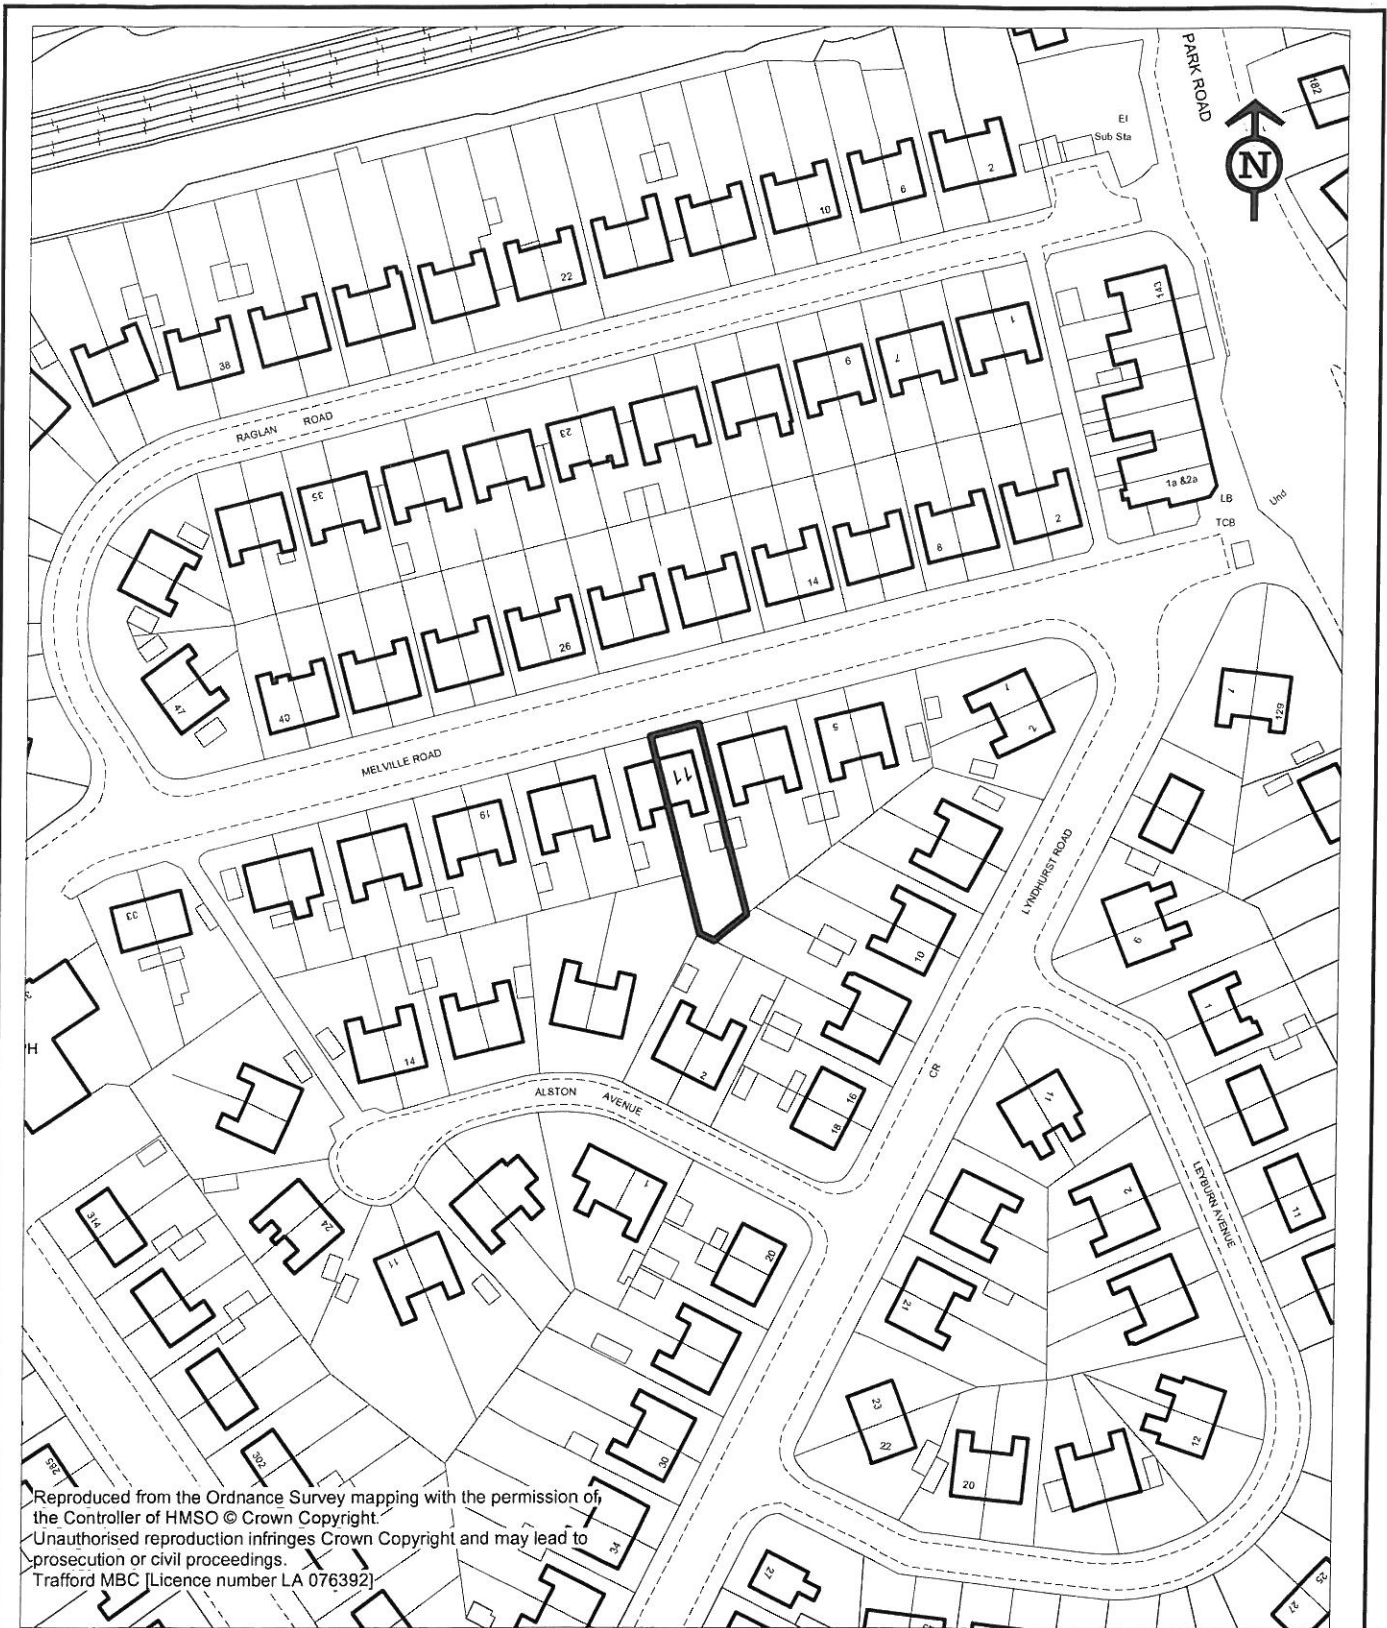 PARK ROAD
182
El
Sub Sta
N
2
6
10
22
38
143
1
7
9
23
35
RAGLAN ROAD
1a &2a
LB
TCB
Und
2
8
14
26
40
47
MELVILLE ROAD
1
2
5
11
19
33
1
129
LYNDHURST ROAD
10
6
1
14
2
ALSTON AVENUE
CR
16
18
11
2
LEYBURN AVENUE
11
314
24
11
1
20
21
302
285
30
23
22
20
12
34
27
25
27
Reproduced from the Ordnance Survey mapping with the permission of
the Controller of HMSO © Crown Copyright.
Unauthorised reproduction infringes Crown Copyright and may lead to
prosecution or civil proceedings.
Trafford MBC [Licence number LA 076392]